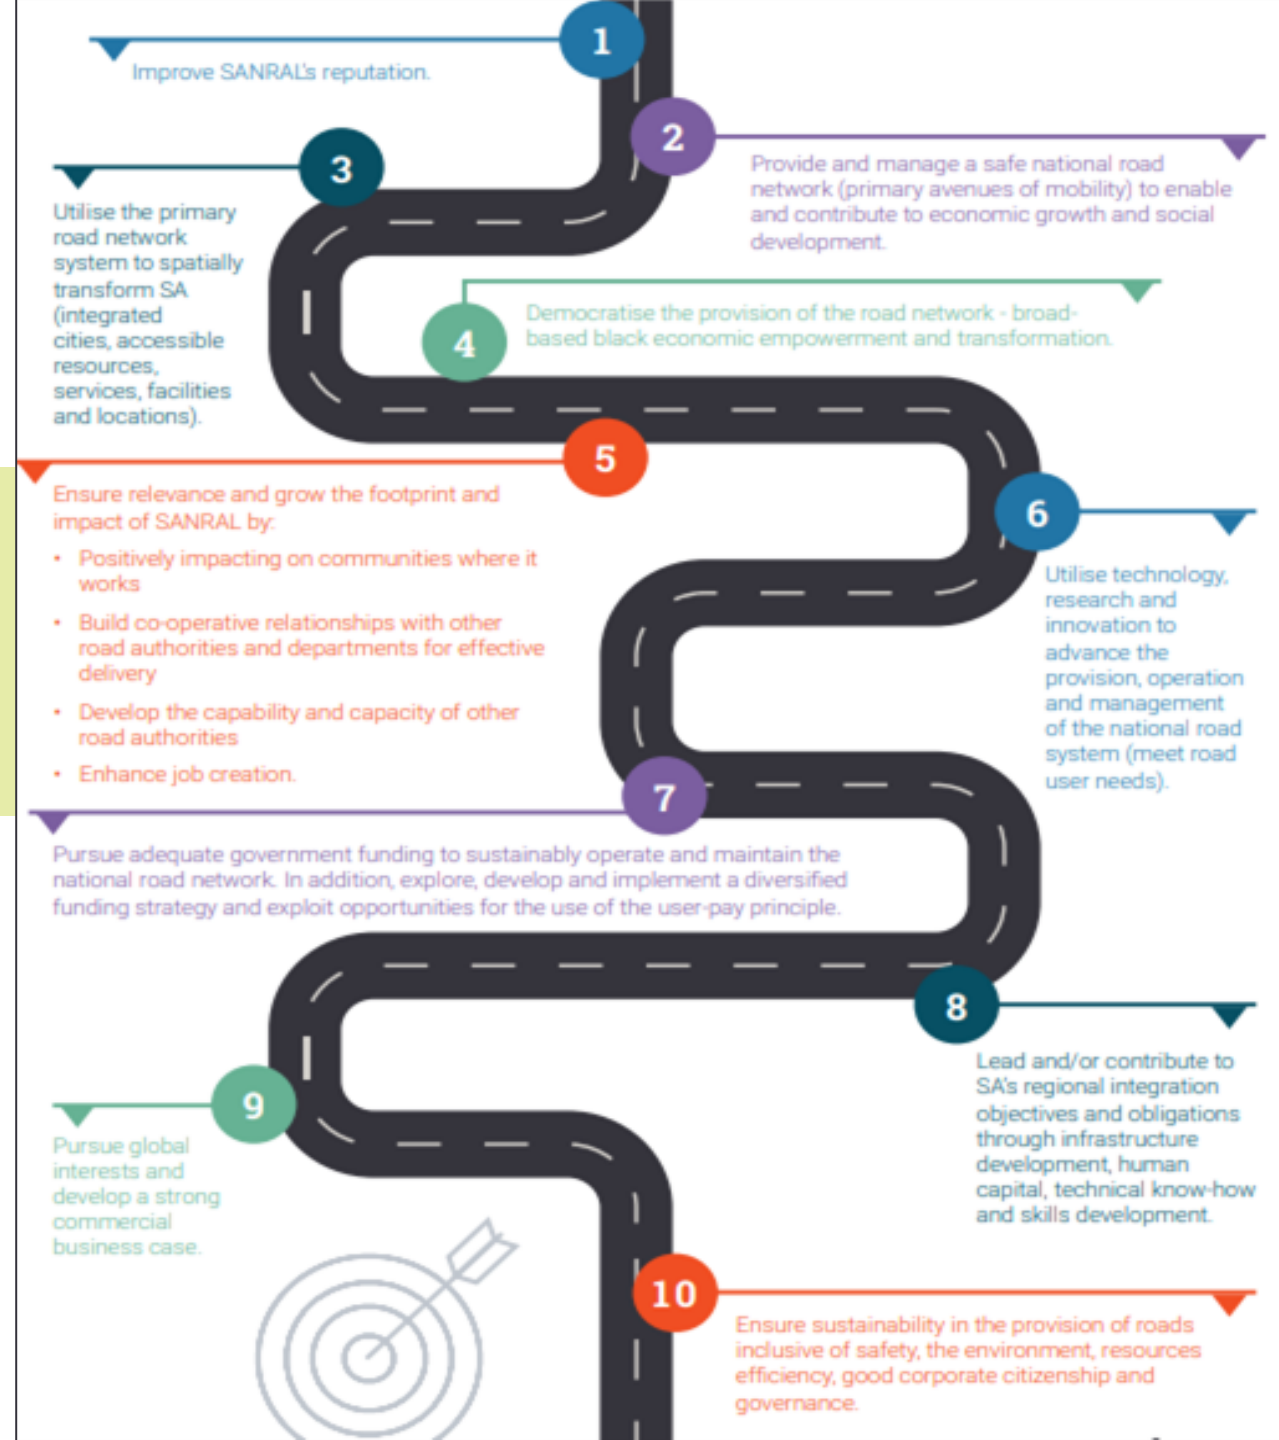 1
Improve SANRAL's reputation.
2
Provide and manage a safe national road
network (primary avenues of mobility) to enable
and contribute to economic growth and social
development.
3
Utilise the primary
road network
system to spatially
transform SA
(integrated
cities, accessible
resources,
services, facilities
and locations).
4
Democratise the provision of the road network - broad-
based black economic empowerment and transformation.
5
Ensure relevance and grow the footprint and
impact of SANRAL by:
• Positively impacting on communities where it
works
• Build co-operative relationships with other
road authorities and departments for effective
delivery
• Develop the capability and capacity of other
road authorities
• Enhance job creation.
6
Utilise technology,
research and
innovation to
advance the
provision, operation
and management
of the national road
system (meet road
user needs).
7
Pursue adequate government funding to sustainably operate and maintain the
national road network. In addition, explore, develop and implement a diversified
funding strategy and exploit opportunities for the use of the user-pay principle.
8
Lead and/or contribute to
SA's regional integration
objectives and obligations
through infrastructure
development, human
capital, technical know-how
and skills development.
9
Pursue global
interests and
develop a strong
commercial
business case.
10
Ensure sustainability in the provision of roads
inclusive of safety, the environment, resources
efficiency, good corporate citizenship and
governance.